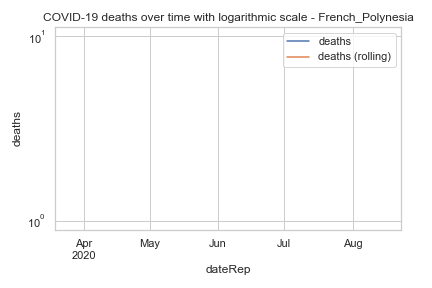 COVID-19 deaths over time with logarithmic scale - French_Polynesia
10¹
deaths
deaths (rolling)
deaths
10⁰
Apr May Jun Jul Aug
2020
dateRep